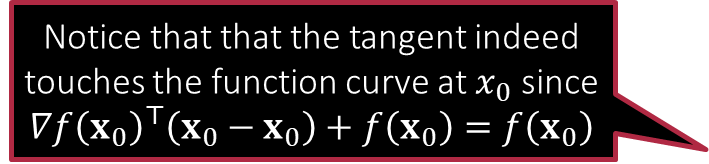 Notice that that the tangent indeed
touches the function curve at 𝑥₀ since
∇𝑓(𝐱₀)ᵀ(𝐱₀ − 𝐱₀) + 𝑓(𝐱₀) = 𝑓(𝐱₀)